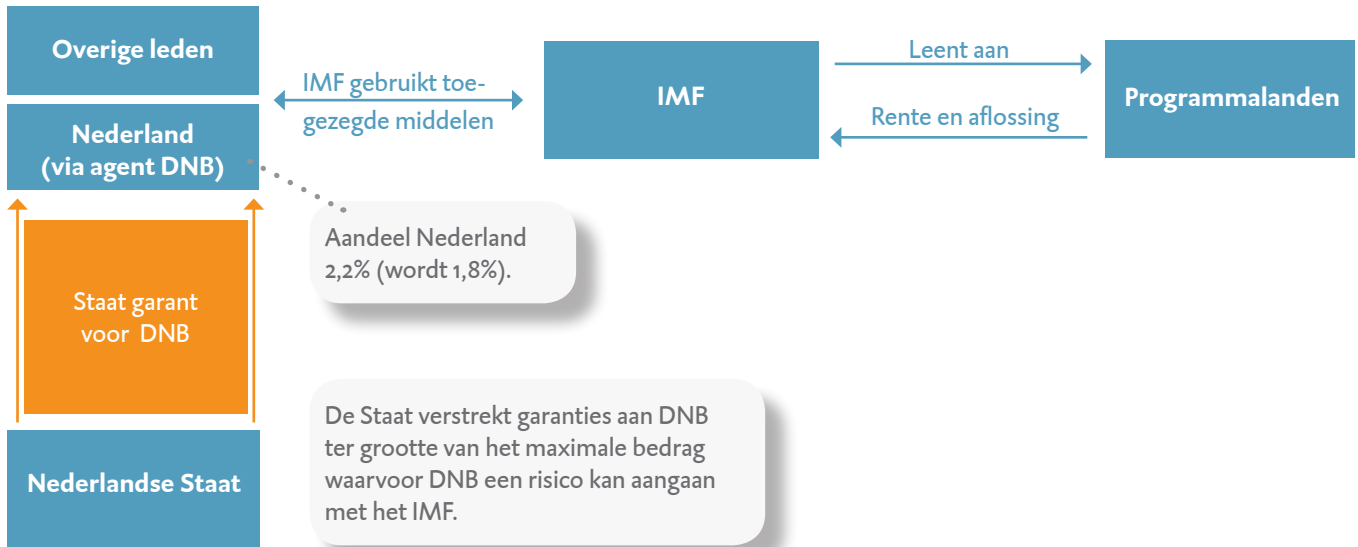 Overige leden
Nederland
(via agent DNB)
IMF gebruikt toe-
gezegde middelen
IMF
Leent aan
Rente en aflossing
Programmalanden
Aandeel Nederland
2,2% (wordt 1,8%).
Staat garant
voor DNB
De Staat verstrekt garanties aan DNB
ter grootte van het maximale bedrag
waarvoor DNB een risico kan aangaan
met het IMF.
Nederlandse Staat